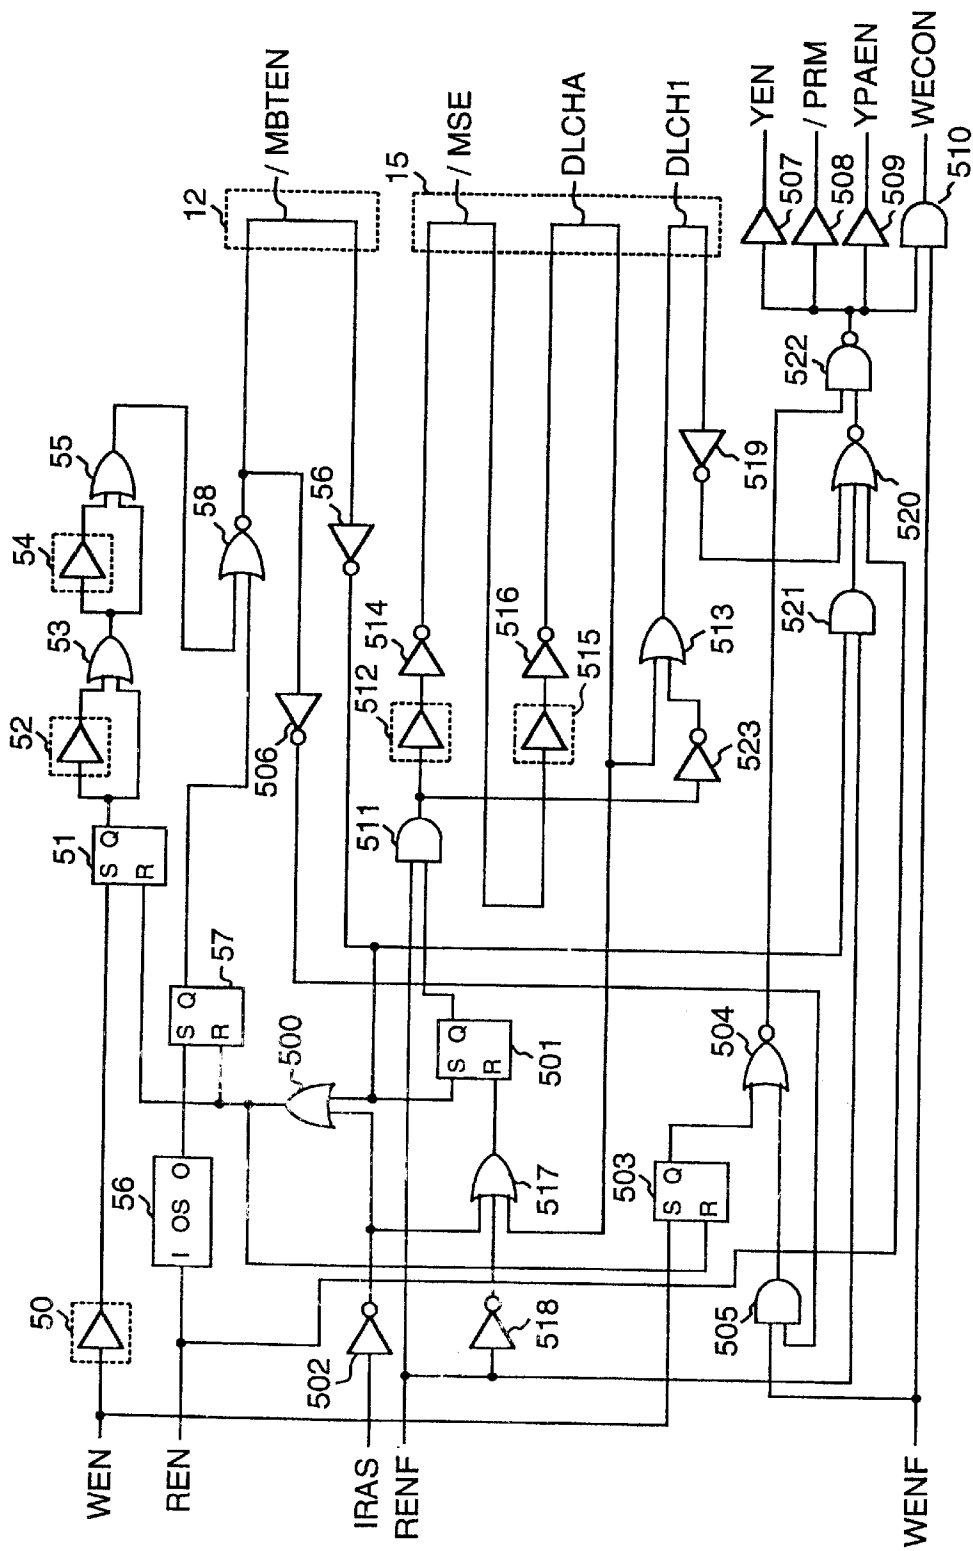 WEN
REN
IRAS
RENF
WENF
50
56
I OS O
502
518
505
500
57
S Q
R
51
S Q
R
501
S Q
R
517
503
S Q
R
504
52
53
54
55
58
506
56
511
512
514
515
516
523
513
519
521
520
522
12
15
/ MBTEN
/ MSE
DLCHA
DLCH1
YEN
507
/ PRM
508
YPAEN
509
WECON
510